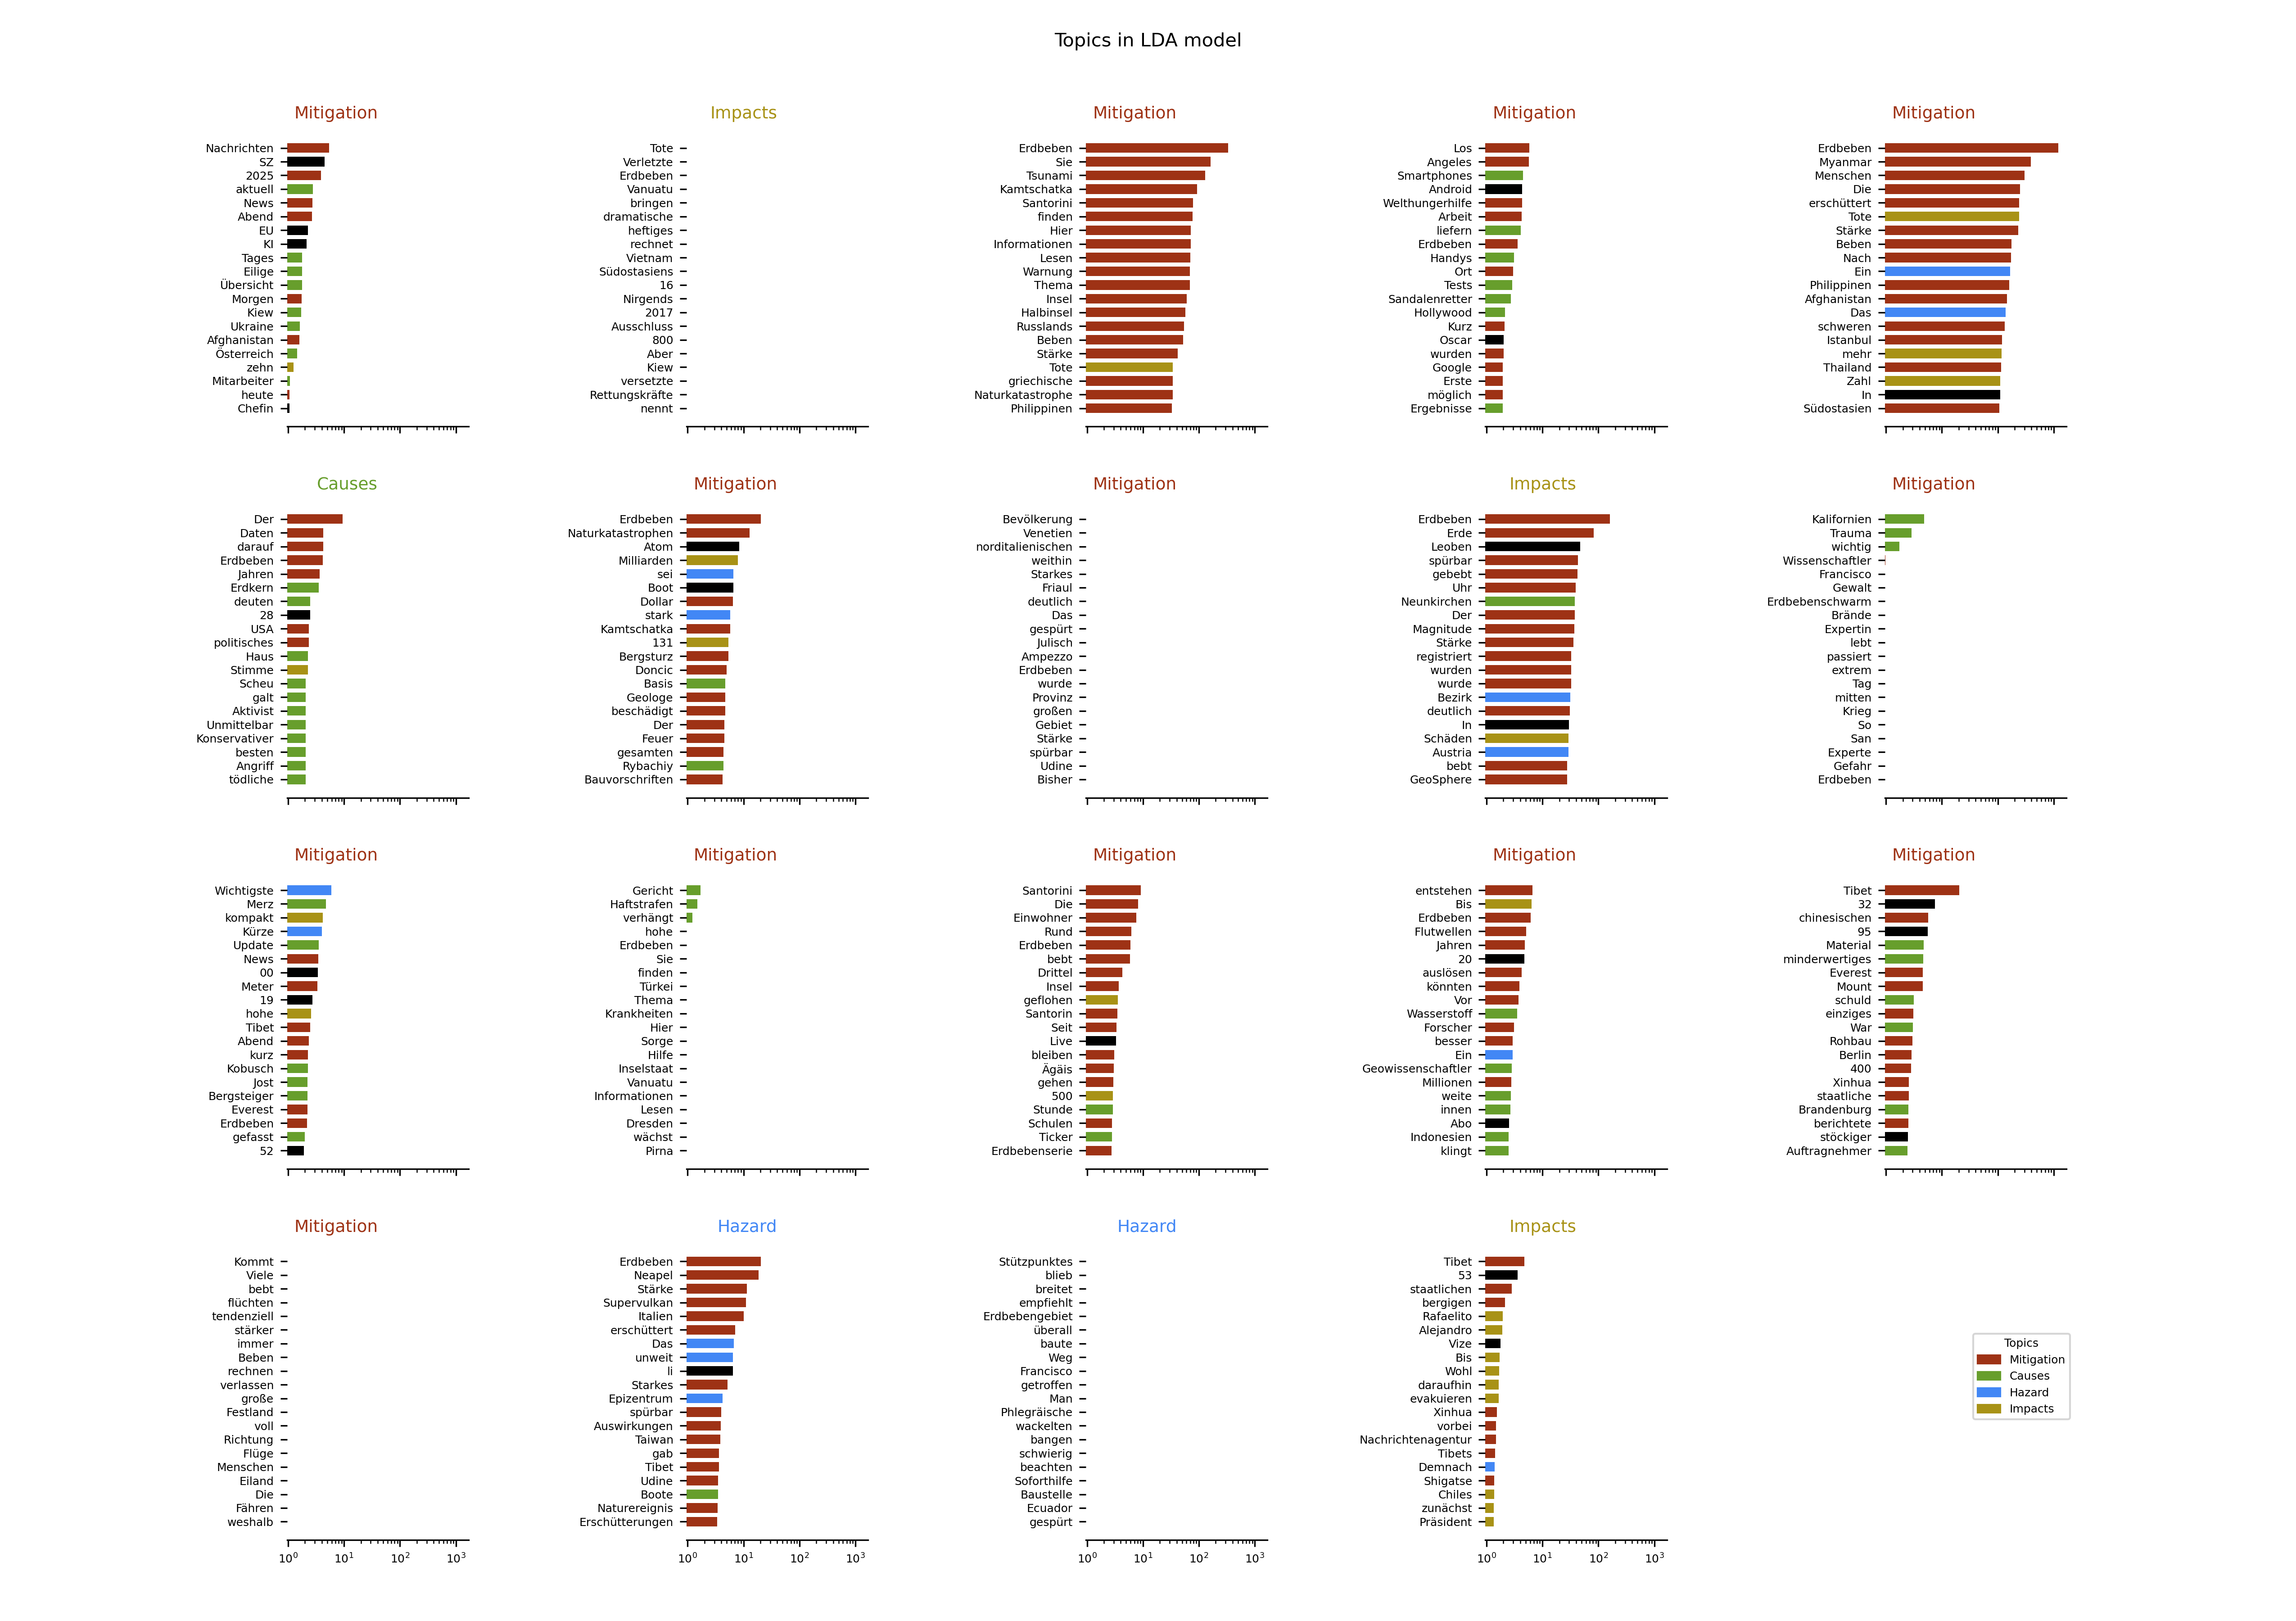 Topics in LDA model
Mitigation
Nachrichten
SZ
2025
aktuell
News
Abend
EU
KI
Tages
Eilige
Übersicht
Morgen
Kiew
Ukraine
Afghanistan
Österreich
zehn
Mitarbeiter
heute
Chefin
Impacts
Tote
Verletzte
Erdbeben
Vanuatu
bringen
dramatische
heftiges
rechnet
Vietnam
Südostasiens
16
Nirgends
2017
Ausschluss
800
Aber
Kiew
versetzte
Rettungskräfte
nennt
Mitigation
Erdbeben
Sie
Tsunami
Kamtschatka
Santorini
finden
Hier
Informationen
Lesen
Warnung
Thema
Insel
Halbinsel
Russlands
Beben
Stärke
Tote
griechische
Naturkatastrophe
Philippinen
Mitigation
Los
Angeles
Smartphones
Android
Welthungerhilfe
Arbeit
liefern
Erdbeben
Handys
Ort
Tests
Sandalenretter
Hollywood
Kurz
Oscar
wurden
Google
Erste
möglich
Ergebnisse
Mitigation
Erdbeben
Myanmar
Menschen
Die
erschüttert
Tote
Stärke
Beben
Nach
Ein
Philippinen
Afghanistan
Das
schweren
Istanbul
mehr
Thailand
Zahl
In
Südostasien
Causes
Der
Daten
darauf
Erdbeben
Jahren
Erdkern
deuten
28
USA
politisches
Haus
Stimme
Scheu
galt
Aktivist
Unmittelbar
Konservativer
besten
Angriff
tödliche
Mitigation
Erdbeben
Naturkatastrophen
Atom
Milliarden
sei
Boot
Dollar
stark
Kamtschatka
131
Bergsturz
Doncic
Basis
Geologe
beschädigt
Der
Feuer
gesamten
Rybachiy
Bauvorschriften
Mitigation
Bevölkerung
Venetien
norditalienischen
weithin
Starkes
Friaul
deutlich
Das
gespürt
Julisch
Ampezzo
Erdbeben
wurde
Provinz
großen
Gebiet
Stärke
spürbar
Udine
Bisher
Impacts
Erdbeben
Erde
Leoben
spürbar
gebebt
Uhr
Neunkirchen
Der
Magnitude
Stärke
registriert
wurden
wurde
Bezirk
deutlich
In
Schäden
Austria
bebt
GeoSphere
Mitigation
Kalifornien
Trauma
wichtig
Wissenschaftler
Francisco
Gewalt
Erdbebenschwarm
Brände
Expertin
lebt
passiert
extrem
Tag
mitten
Krieg
So
San
Experte
Gefahr
Erdbeben
Mitigation
Wichtigste
Merz
kompakt
Kürze
Update
News
00
Meter
19
hohe
Tibet
Abend
kurz
Kobusch
Jost
Bergsteiger
Everest
Erdbeben
gefasst
52
Mitigation
Gericht
Haftstrafen
verhängt
hohe
Erdbeben
Sie
finden
Türkei
Thema
Krankheiten
Hier
Sorge
Hilfe
Inselstaat
Vanuatu
Informationen
Lesen
Dresden
wächst
Pirna
Mitigation
Santorini
Die
Einwohner
Rund
Erdbeben
bebt
Drittel
Insel
geflohen
Santorin
Seit
Live
bleiben
Ägäis
gehen
500
Stunde
Schulen
Ticker
Erdbebenserie
Mitigation
entstehen
Bis
Erdbeben
Flutwellen
Jahren
20
auslösen
könnten
Vor
Wasserstoff
Forscher
besser
Ein
Geowissenschaftler
Millionen
weite
innen
Abo
Indonesien
klingt
Mitigation
Tibet
32
chinesischen
95
Material
minderwertiges
Everest
Mount
schuld
einziges
War
Rohbau
Berlin
400
Xinhua
staatliche
Brandenburg
berichtete
stöckiger
Auftragnehmer
Mitigation
Kommt
Viele
bebt
flüchten
tendenziell
stärker
immer
Beben
rechnen
verlassen
große
Festland
voll
Richtung
Flüge
Menschen
Eiland
Die
Fähren
weshalb
10⁰ 10¹ 10² 10³
Hazard
Erdbeben
Neapel
Stärke
Supervulkan
Italien
erschüttert
Das
unweit
li
Starkes
Epizentrum
spürbar
Auswirkungen
Taiwan
gab
Tibet
Udine
Boote
Naturereignis
Erschütterungen
10⁰ 10¹ 10² 10³
Hazard
Stützpunktes
blieb
breitet
empfiehlt
Erdbebengebiet
überall
baute
Weg
Francisco
getroffen
Man
Phlegräische
wackelten
bangen
schwierig
beachten
Soforthilfe
Baustelle
Ecuador
gespürt
10⁰ 10¹ 10² 10³
Impacts
Tibet
53
staatlichen
bergigen
Rafaelito
Alejandro
Vize
Bis
Wohl
daraufhin
evakuieren
Xinhua
vorbei
Nachrichtenagentur
Tibets
Demnach
Shigatse
Chiles
zunächst
Präsident
10⁰ 10¹ 10² 10³
Topics
Mitigation
Causes
Hazard
Impacts